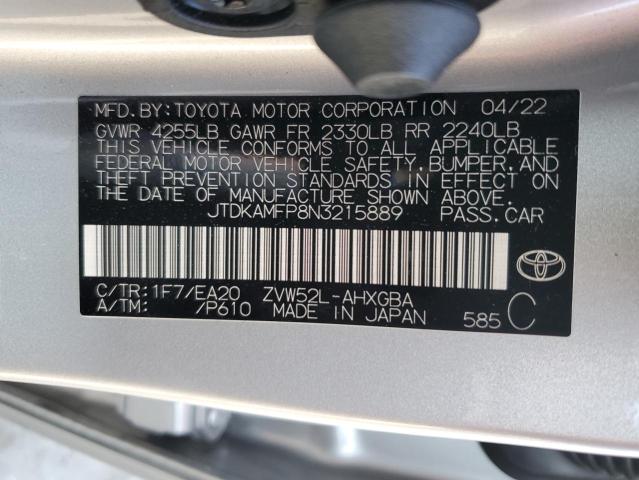 MFD.BY:TOYOTA MOTOR CORPORATION 04/22
GVWR 4255LB GAWR FR 2330LB RR 2240LB
THIS VEHICLE CONFORMS TO ALL APPLICABLE
FEDERAL MOTOR VEHICLE SAFETY,BUMPER,AND
THEFT PREVENTION STANDARDS IN EFFECT ON
THE DATE OF MANUFACTURE SHOWN ABOVE.
JTDKAMFP8N3215889 PASS.CAR
C/TR:1F7/EA20 ZVW52L-AHXGBA
A/TM: /P610 MADE IN JAPAN 585 C